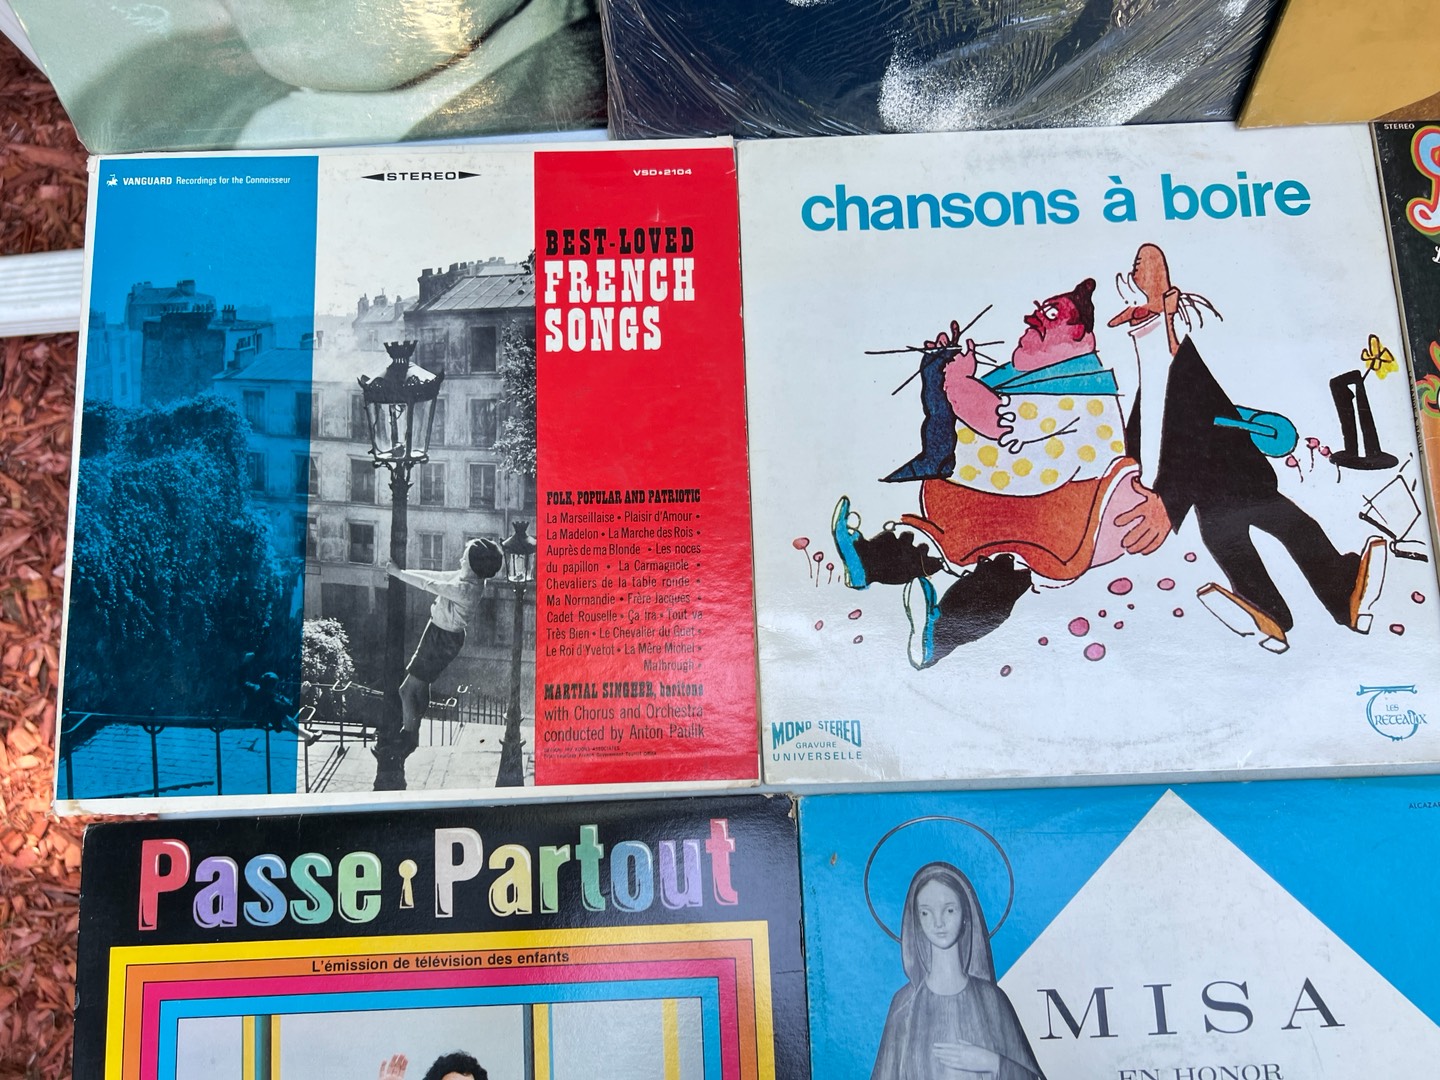 VANGUARD Recordings for the Connoisseur
STEREO
VSD•2104
BEST-LOVED
FRENCH
SONGS
FOLK, POPULAR AND PATRIOTIC
La Marseillaise • Plaisir d'Amour •
La Madelon • La Marche des Rois •
Auprès de ma Blonde • Les noces
du papillon • La Carmagnole •
Chevaliers de la table ronde •
Ma Normandie • Frère Jacques •
Cadet Rouselle • Ça ira • Tout va
Très Bien • Le Chevalier du Guet •
Le Roi d'Yvetot • La Mère Michel •
Malbrough •
MARTIAL SINGHER, baritone
with Chorus and Orchestra
conducted by Anton Paulik
chansons à boire
MONO STEREO
GRAVURE
UNIVERSELLE
LES
TRETEAUX
STEREO
Passe Partout
L'émission de télévision des enfants
MISA
EN HONOR